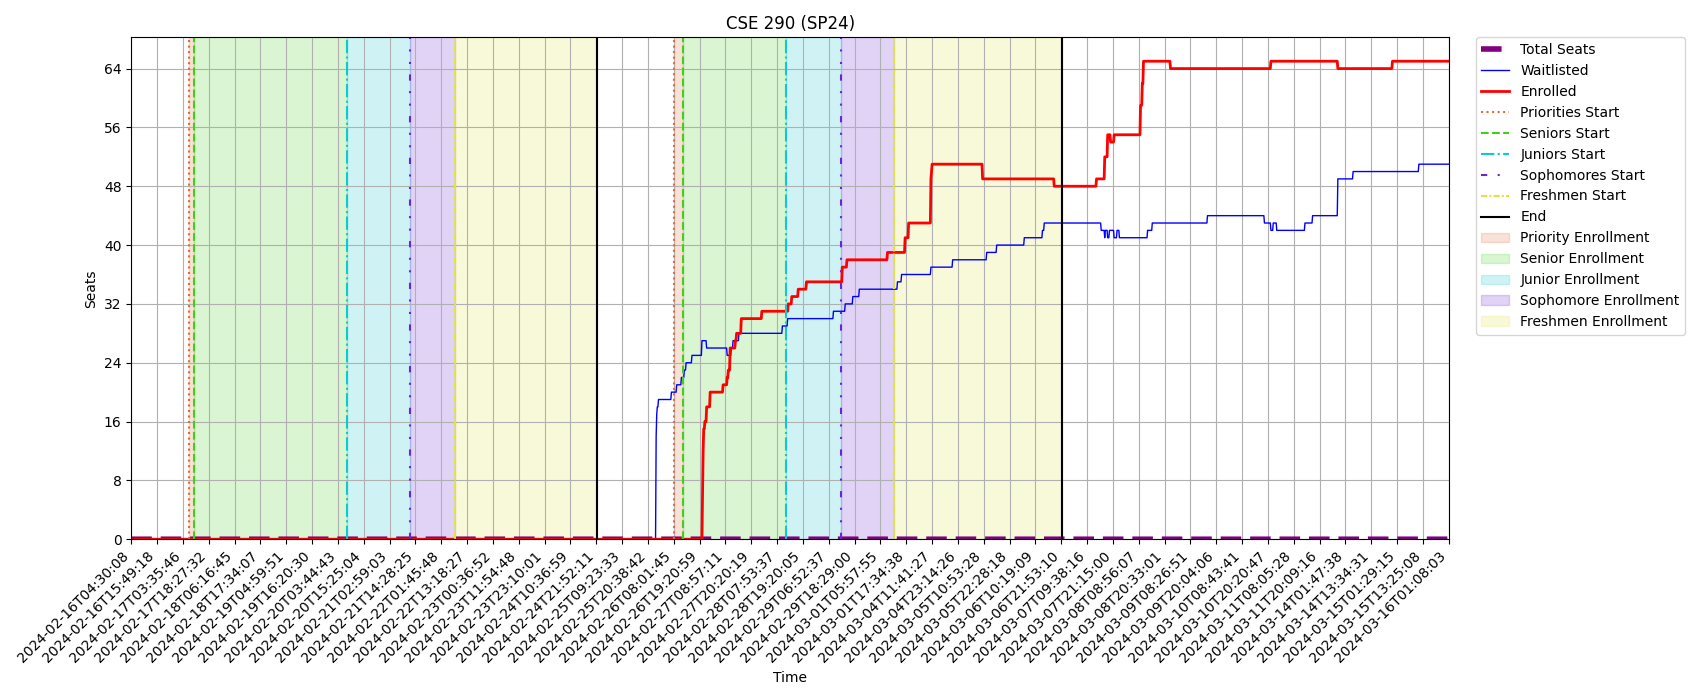 CSE 290 (SP24)
Seats
64
56
48
40
32
24
16
8
0
2024-02-16T04:30:08
2024-02-16T15:49:18
2024-02-17T03:35:46
2024-02-17T18:27:32
2024-02-18T06:16:45
2024-02-18T17:34:07
2024-02-19T04:59:51
2024-02-19T16:20:30
2024-02-20T03:44:43
2024-02-20T15:25:04
2024-02-21T02:59:03
2024-02-21T14:28:25
2024-02-22T01:45:48
2024-02-22T13:18:27
2024-02-23T00:36:52
2024-02-23T11:54:48
2024-02-23T23:10:01
2024-02-24T10:36:59
2024-02-24T21:52:11
2024-02-25T09:23:33
2024-02-25T20:38:42
2024-02-26T08:01:45
2024-02-26T19:20:59
2024-02-27T08:57:11
2024-02-27T20:20:19
2024-02-28T07:53:37
2024-02-28T19:20:05
2024-02-29T06:52:37
2024-02-29T18:29:00
2024-03-01T05:57:55
2024-03-01T17:34:38
2024-03-04T11:41:27
2024-03-04T23:14:26
2024-03-05T10:53:28
2024-03-05T22:28:18
2024-03-06T10:19:09
2024-03-06T21:53:10
2024-03-07T09:38:16
2024-03-07T21:15:00
2024-03-08T08:56:07
2024-03-08T20:33:01
2024-03-09T08:26:51
2024-03-09T20:04:06
2024-03-10T08:43:41
2024-03-10T20:20:47
2024-03-11T08:05:28
2024-03-11T20:09:16
2024-03-14T01:47:38
2024-03-14T13:34:31
2024-03-15T01:29:15
2024-03-15T13:25:08
2024-03-16T01:08:03
Time
Total Seats
Waitlisted
Enrolled
Priorities Start
Seniors Start
Juniors Start
Sophomores Start
Freshmen Start
End
Priority Enrollment
Senior Enrollment
Junior Enrollment
Sophomore Enrollment
Freshmen Enrollment